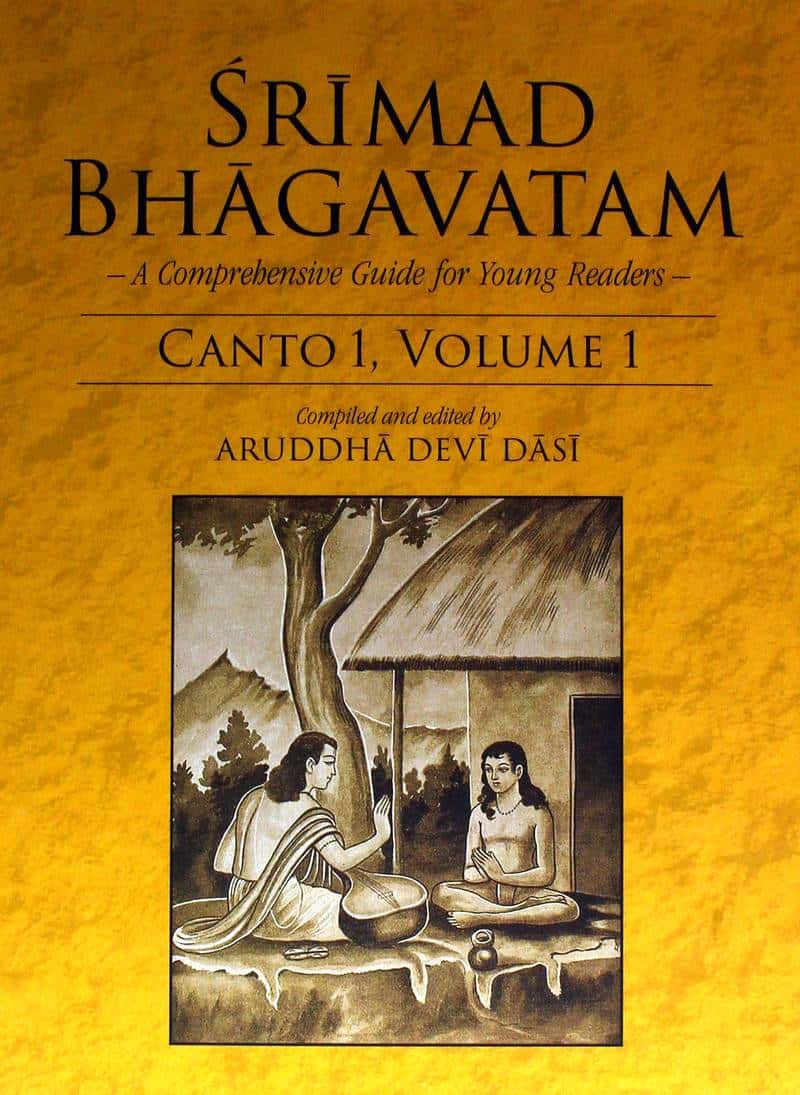 ŚRĪMAD
BHĀGAVATAM
– A Comprehensive Guide for Young Readers –
CANTO 1, VOLUME 1
Compiled and edited by
ARUDDHĀ DEVĪ DĀSĪ